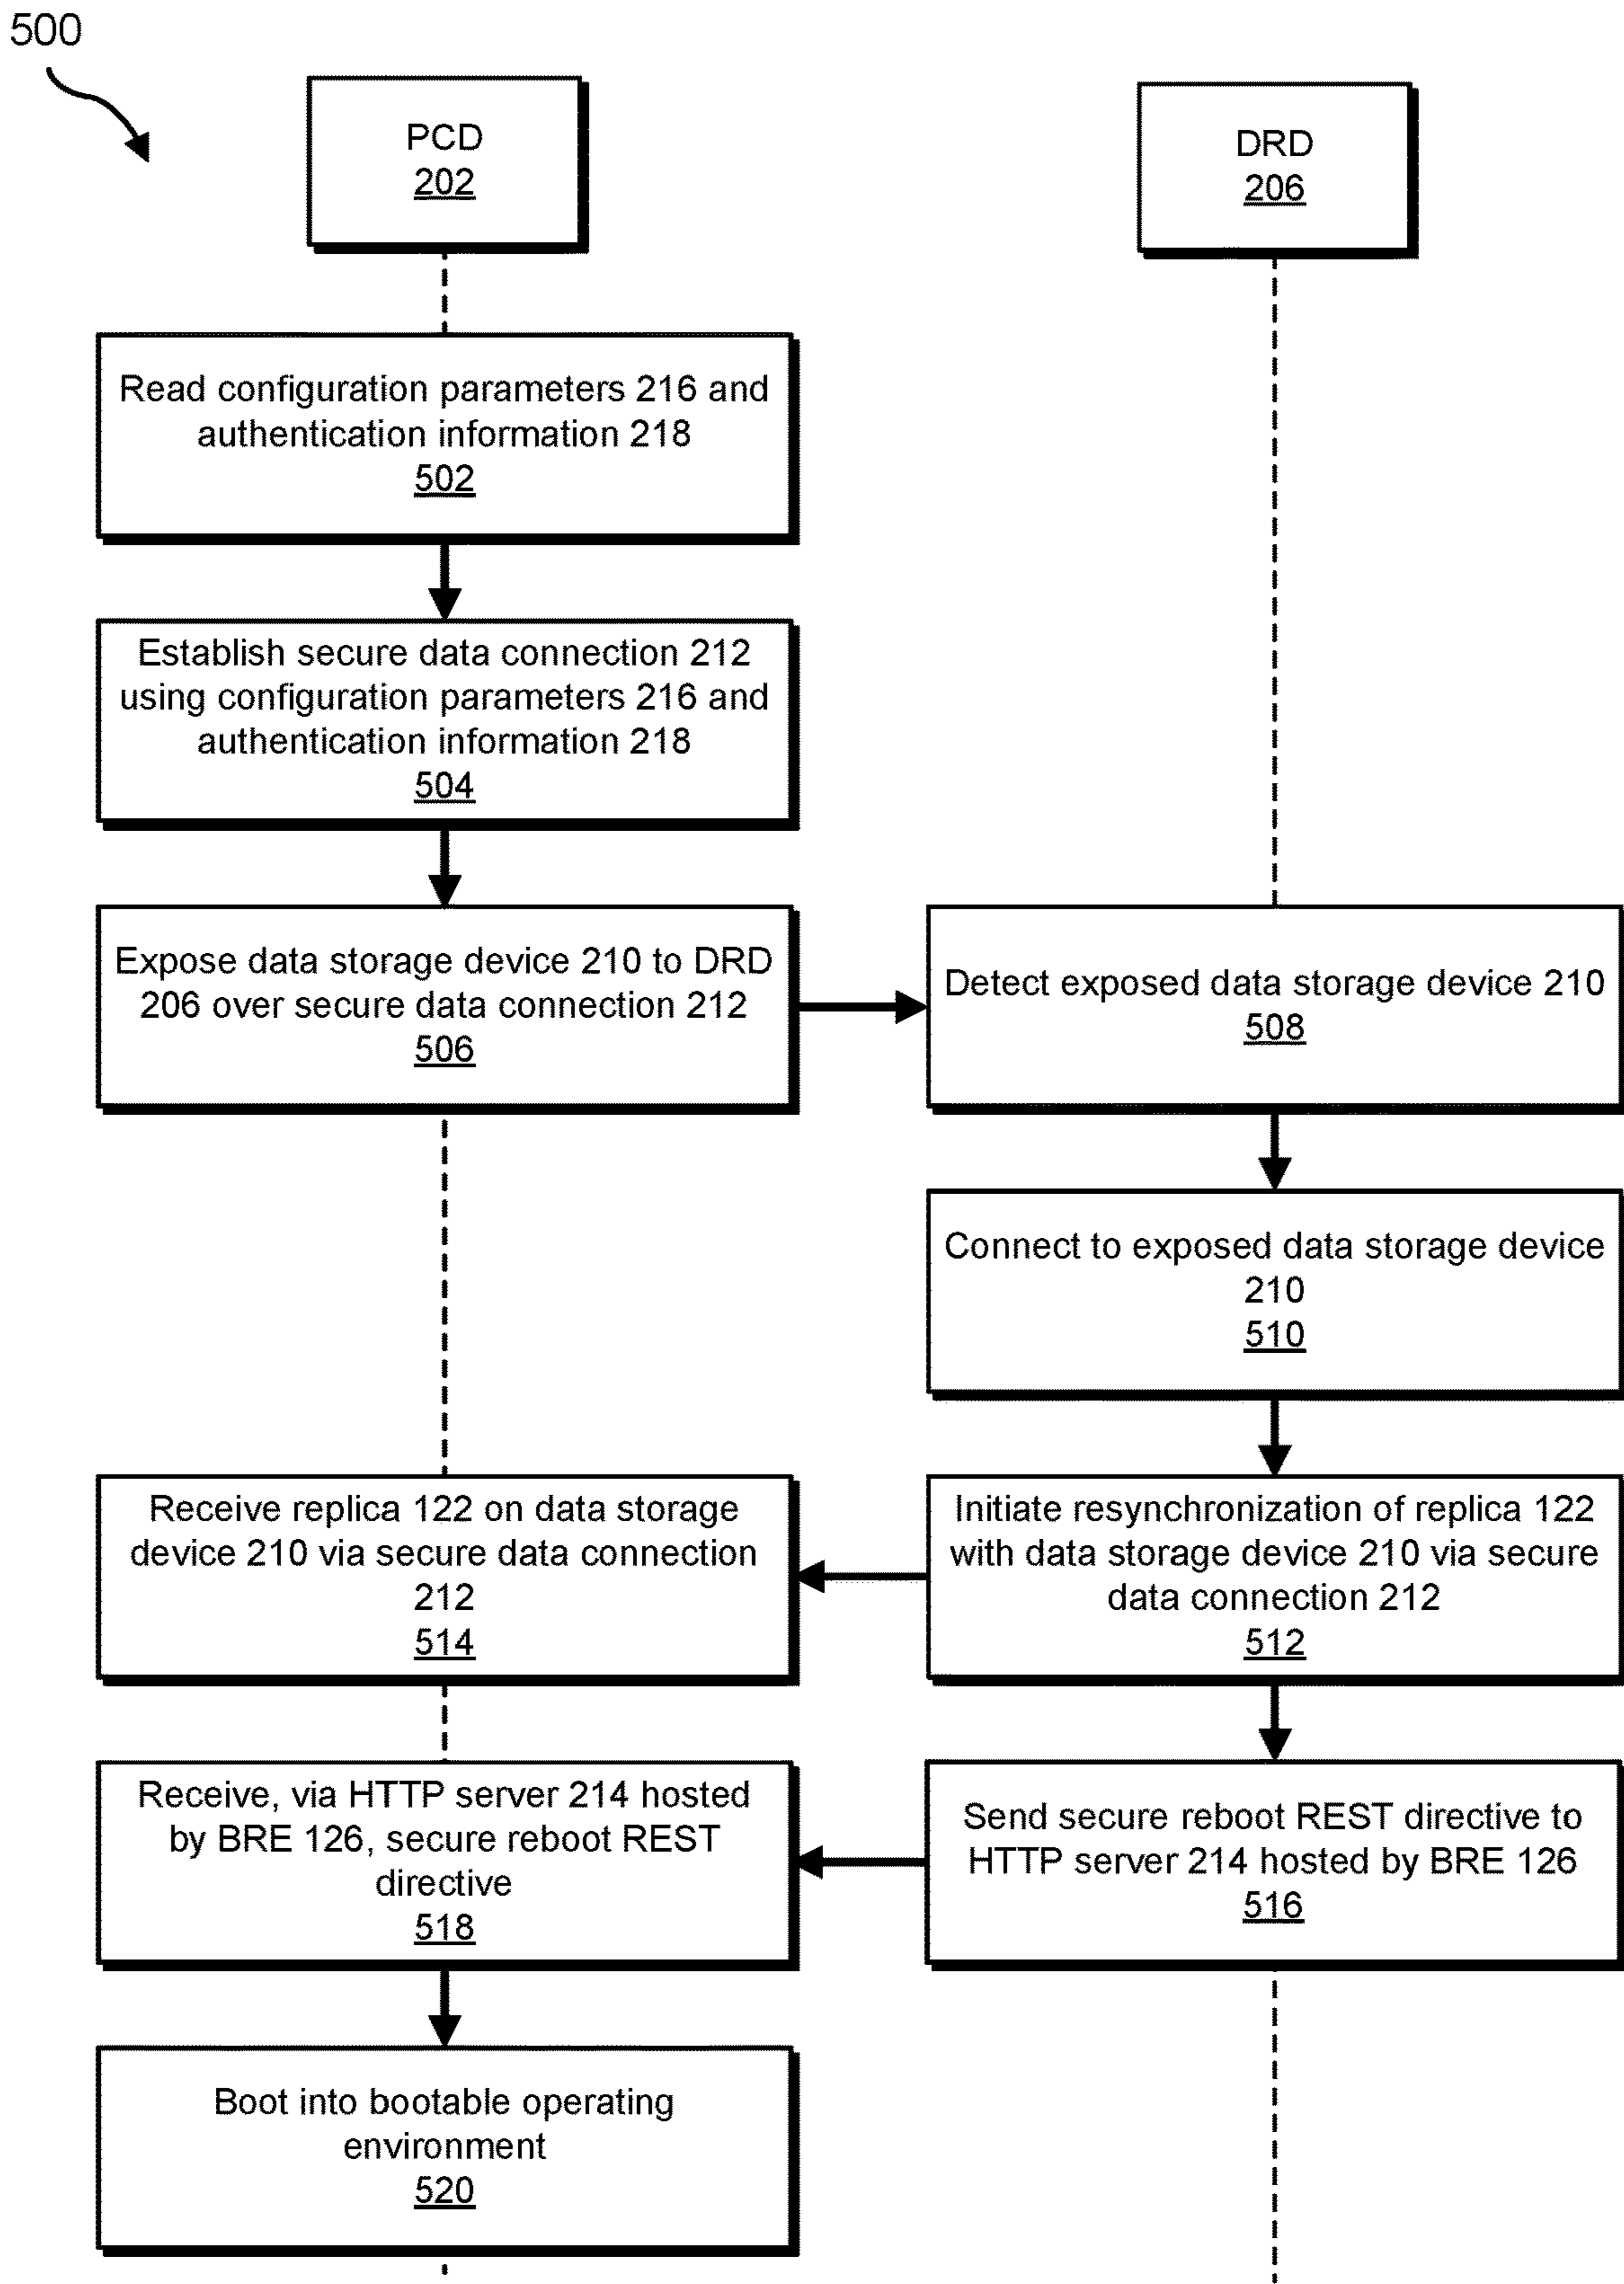 500
PCD
202
DRD
206
Read configuration parameters 216 and
authentication information 218
502
Establish secure data connection 212
using configuration parameters 216 and
authentication information 218
504
Expose data storage device 210 to DRD
206 over secure data connection 212
506
Detect exposed data storage device 210
508
Connect to exposed data storage device
210
510
Receive replica 122 on data storage
device 210 via secure data connection
212
514
Initiate resynchronization of replica 122
with data storage device 210 via secure
data connection 212
512
Receive, via HTTP server 214 hosted
by BRE 126, secure reboot REST
directive
518
Send secure reboot REST directive to
HTTP server 214 hosted by BRE 126
516
Boot into bootable operating
environment
520